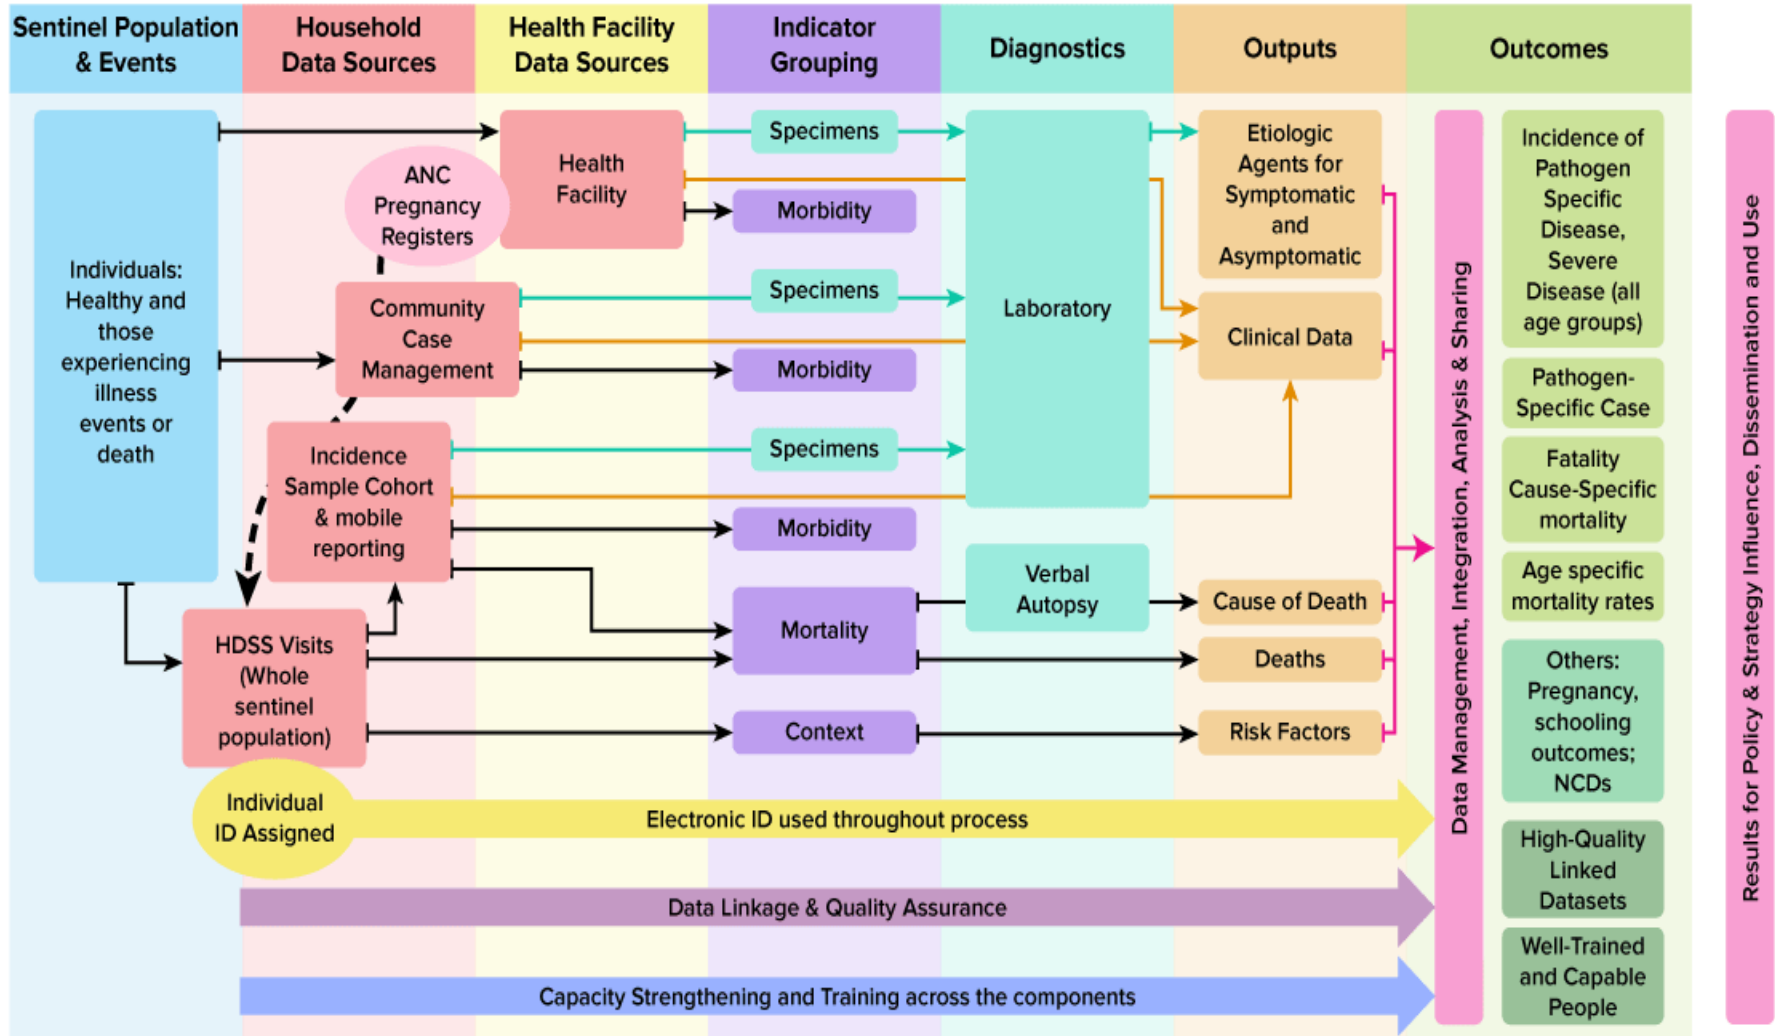 Sentinel Population
& Events
Household
Data Sources
Health Facility
Data Sources
Indicator
Grouping
Diagnostics
Outputs
Outcomes
Individuals:
Healthy and
those
experiencing
illness
events or
death
ANC
Pregnancy
Registers
Health
Facility
Community
Case
Management
Incidence
Sample Cohort
& mobile
reporting
HDSS Visits
(Whole
sentinel
population)
Individual
ID Assigned
Specimens
Morbidity
Specimens
Morbidity
Specimens
Morbidity
Mortality
Context
Laboratory
Verbal
Autopsy
Etiologic
Agents for
Symptomatic
and
Asymptomatic
Clinical Data
Cause of Death
Deaths
Risk Factors
Electronic ID used throughout process
Data Linkage & Quality Assurance
Capacity Strengthening and Training across the components
Data Management, Integration, Analysis & Sharing
Incidence of
Pathogen
Specific
Disease,
Severe
Disease (all
age groups)
Pathogen-
Specific Case
Fatality
Cause-Specific
mortality
Age specific
mortality rates
Others:
Pregnancy,
schooling
outcomes;
NCDs
High-Quality
Linked
Datasets
Well-Trained
and Capable
People
Results for Policy & Strategy Influence, Dissemination and Use